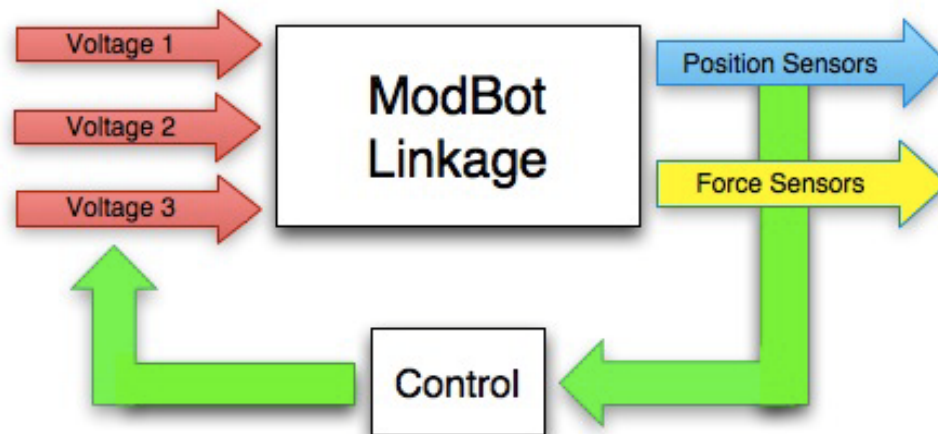 Voltage 1
Voltage 2
Voltage 3
ModBot
Linkage
Position Sensors
Force Sensors
Control